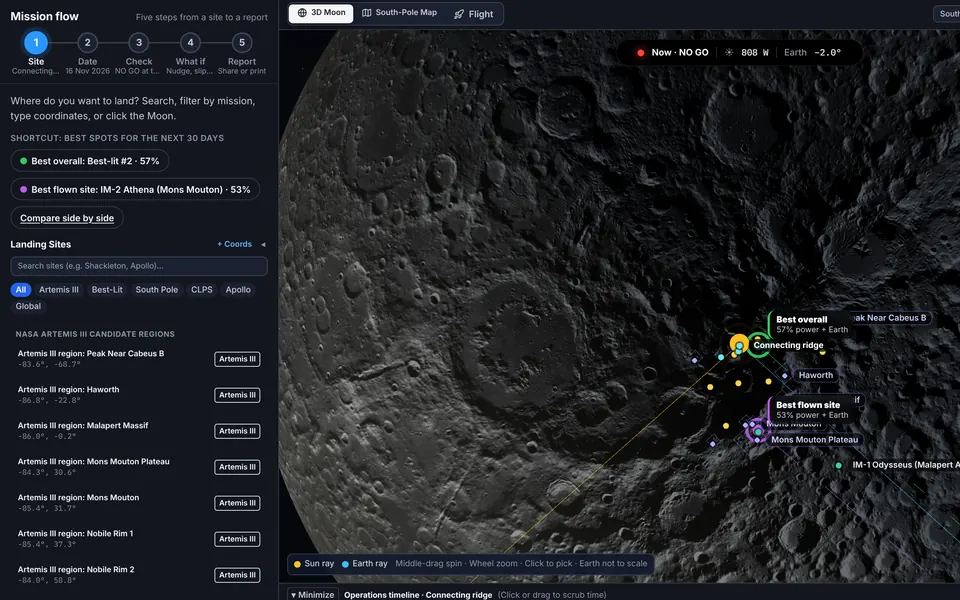 Mission flow
Five steps from a site to a report
1
2
3
4
5
Site
Date
Check
What if
Report
Connecting...
16 Nov 2026
NO GO at t...
Nudge, slip...
Share or print
Where do you want to land? Search, filter by mission,
type coordinates, or click the Moon.
SHORTCUT: BEST SPOTS FOR THE NEXT 30 DAYS
Best overall: Best-lit #2 · 57%
Best flown site: IM-2 Athena (Mons Mouton) · 53%
Compare side by side
Landing Sites
+ Coords
Search sites (e.g. Shackleton, Apollo)...
All
Artemis III
Best-Lit
South Pole
CLPS
Apollo
Global
NASA ARTEMIS III CANDIDATE REGIONS
Artemis III region: Peak Near Cabeus B
-83.6°, -68.7°
Artemis III
Artemis III region: Haworth
-86.8°, -22.8°
Artemis III
Artemis III region: Malapert Massif
-86.0°, -0.2°
Artemis III
Artemis III region: Mons Mouton Plateau
-84.3°, 30.6°
Artemis III
Artemis III region: Mons Mouton
-85.4°, 31.7°
Artemis III
Artemis III region: Nobile Rim 1
-85.4°, 37.3°
Artemis III
Artemis III region: Nobile Rim 2
-84.0°, 58.8°
Artemis III
3D Moon
South-Pole Map
Flight
South
Now · NO GO
808 W
Earth -2.0°
Best overall
57% power + Earth
eak Near Cabeus B
Connecting ridge
Haworth
Best flown site
53% power + Earth
if
Mons Mouton
Mons Mouton Plateau
IM-1 Odysseus (Malapert A
Sun ray
Earth ray
Middle-drag spin · Wheel zoom · Click to pick · Earth not to scale
▾ Minimize
Operations timeline · Connecting ridge
(Click or drag to scrub time)